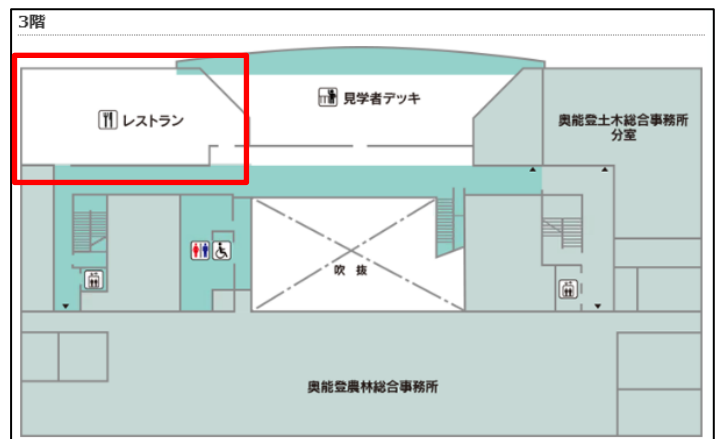 3階
レストラン
見学者デッキ
奥能登土木総合事務所
分室
吹 抜
奥能登農林総合事務所